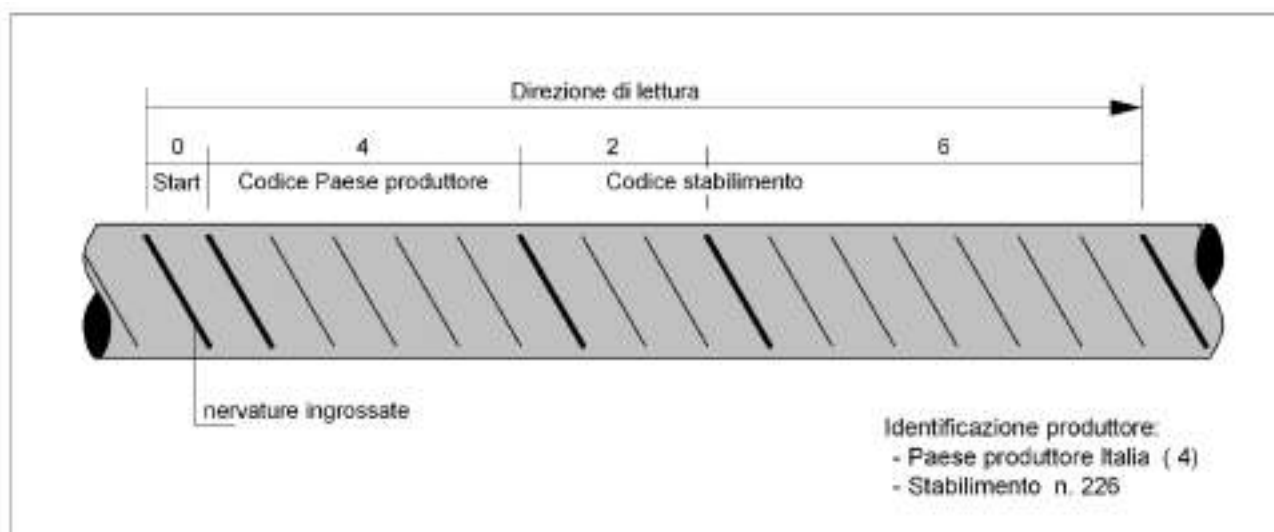 Direzione di lettura
0 4 2 6
Start Codice Paese produttore Codice stabilimento
nervature ingrossate
Identificazione produttore:
- Paese produttore Italia ( 4)
- Stabilimento n. 226